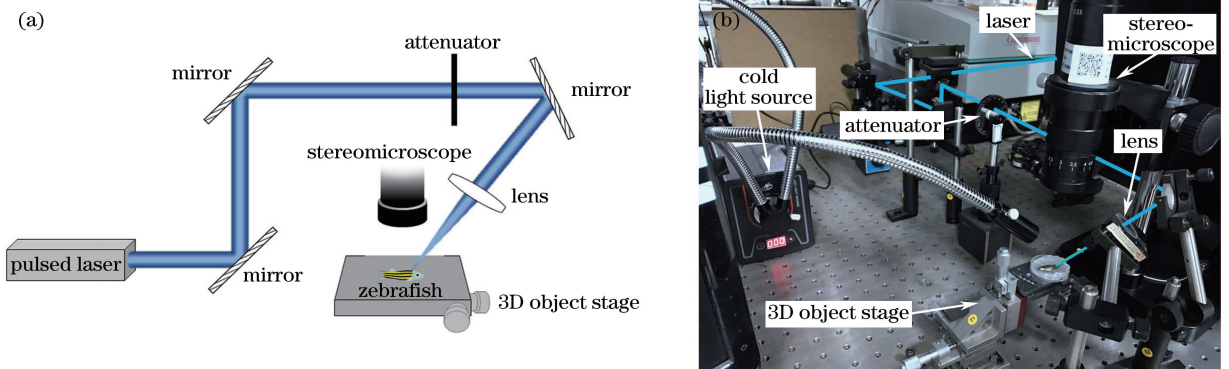 (a)
attenuator
mirror
mirror
stereomicroscope
lens
pulsed laser
mirror
zebrafish
3D object stage
(b)
laser
stereo-
microscope
cold
light source
attenuator
lens
3D object stage
000